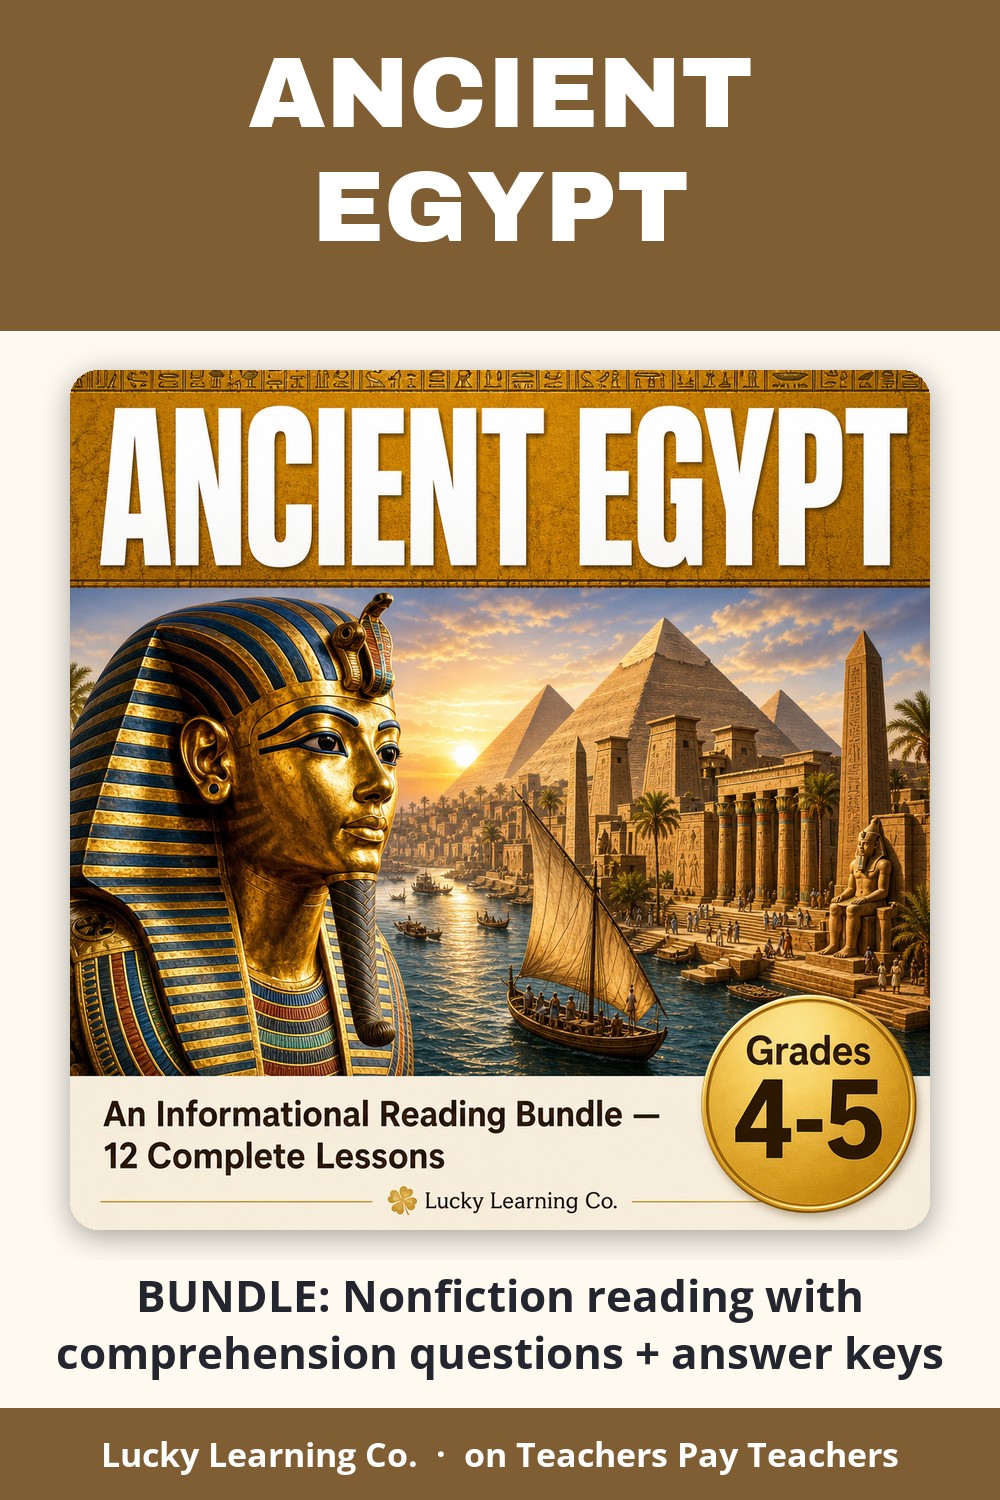 ANCIENT
EGYPT
ANCIENT EGYPT
An Informational Reading Bundle —
12 Complete Lessons
Lucky Learning Co.
Grades
4-5
BUNDLE: Nonfiction reading with
comprehension questions + answer keys
Lucky Learning Co. · on Teachers Pay Teachers